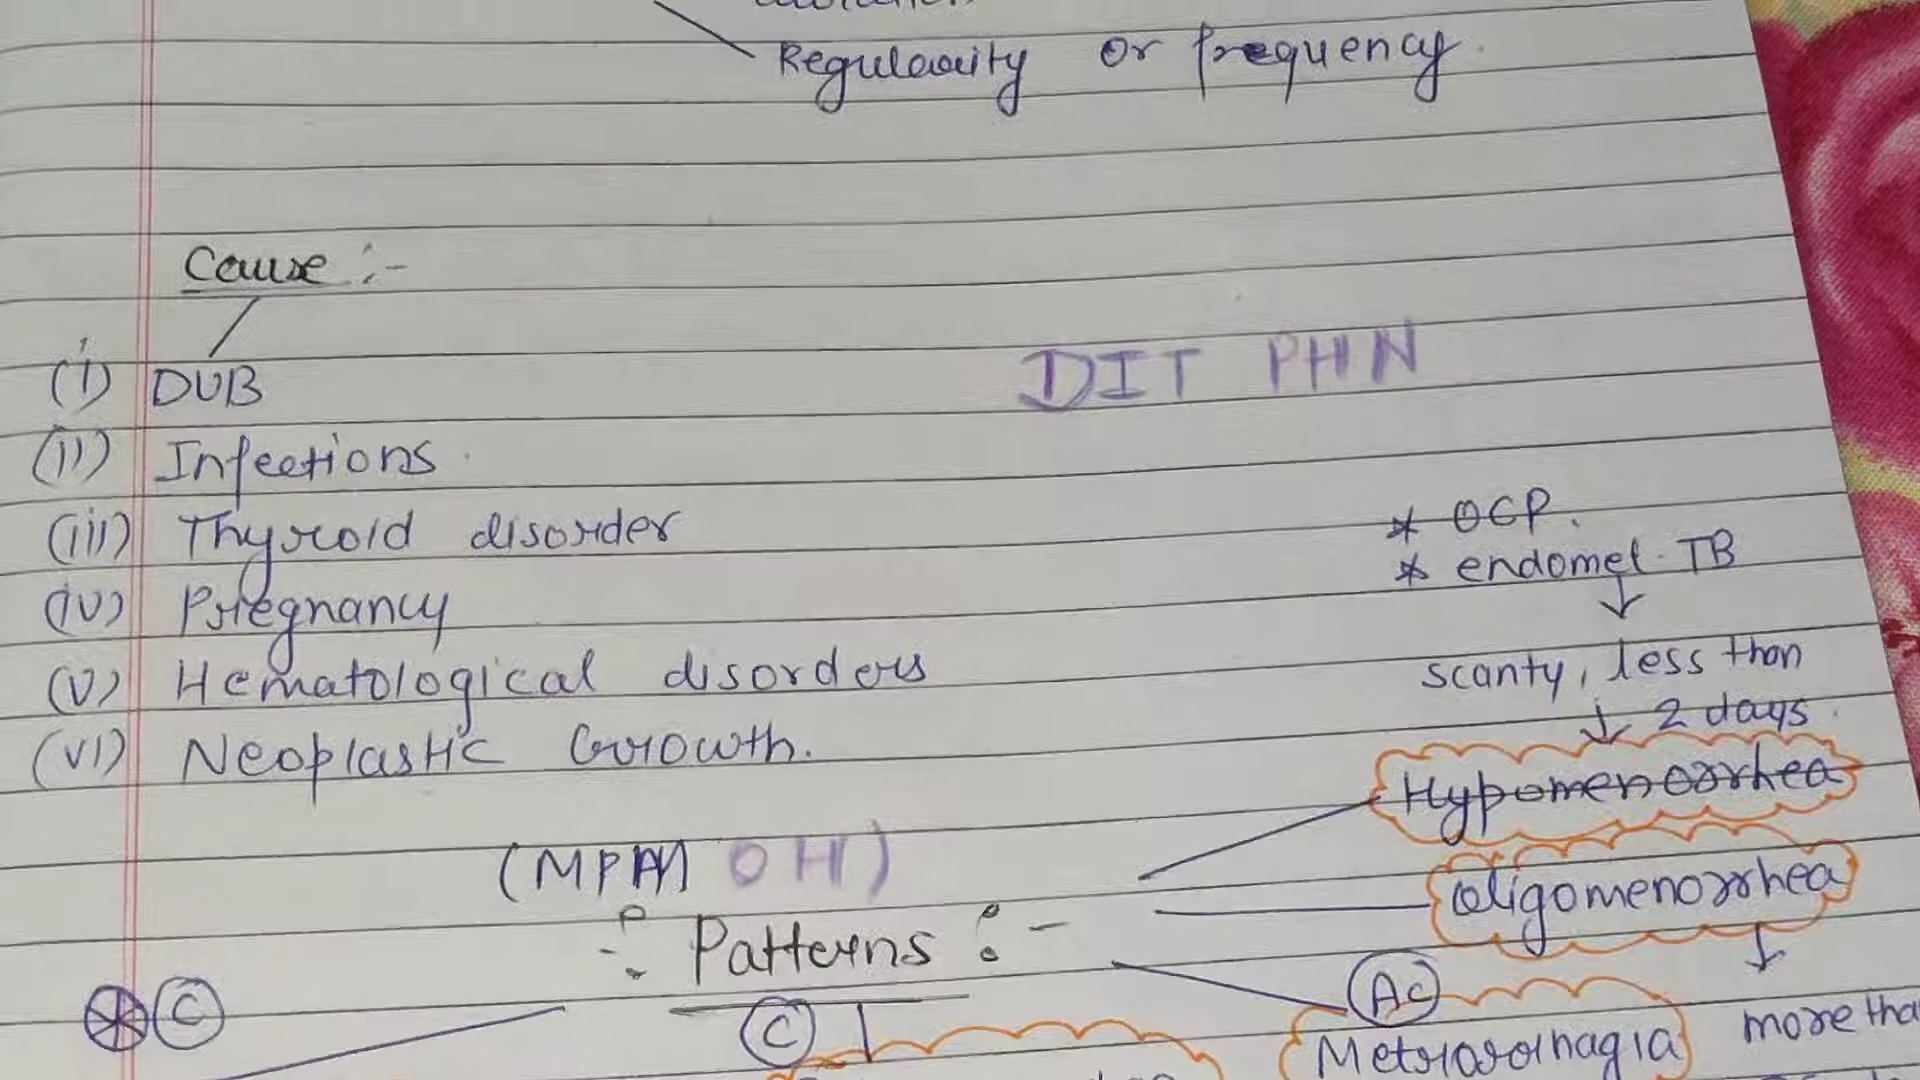 Regularity or frequency.
Cause :-
(i) DUB
DIT PHN
(ii) Infections.
(iii) Thyroid disorder
(iv) Pregnancy
(v) Hematological disorders
(vi) Neoplastic Growth.
* OCP.
* endomet. TB
↓
scanty, less than
↓ 2 days.
Hypomenorrhea
oligomenorrhea
↓
(MPM OH)
Patterns :-
C
C
Ac
Metrorrhagia
more tha